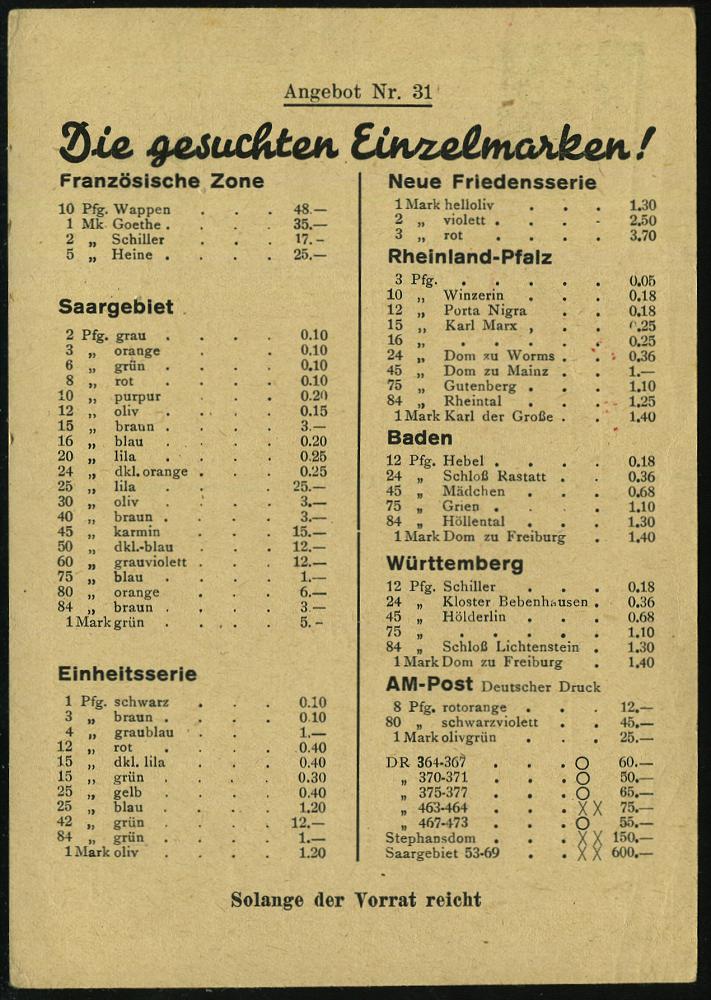 Angebot Nr. 31
Die gesuchten Einzelmarken!
Französische Zone
10 Pfg. Wappen . . . 48.—
1 Mk. Goethe . . . . 35.—
2 „ Schiller . . . 17.-
5 „ Heine . . . . 25.—
Saargebiet
2 Pfg. grau . . . 0.10
3 „ orange . . . 0.10
6 „ grün . . . 0.10
8 „ rot . . . 0.10
10 „ purpur . . . 0.20
12 „ oliv . . . 0.15
15 „ braun . . . . 3.—
16 „ blau . . . 0.20
20 „ lila . . . 0.25
24 „ dkl. orange . . . 0.25
25 „ lila . . . 25.—
30 „ oliv . . . 3.—
40 „ braun . . . . 3.—
45 „ karmin . . . 15.—
50 „ dkl.-blau . . . 12.—
60 „ grauviolett . . . 12.—
75 „ blau . . . 1.—
80 „ orange . . . 6.—
84 „ braun . . . . 3.—
1 Mark grün . . . 5.-
Einheitsserie
1 Pfg. schwarz . . . 0.10
3 „ braun . . . . 0.10
4 „ graublau . . . 1.—
12 „ rot . . . 0.40
15 „ dkl. lila . . . 0.40
15 „ grün . . . 0.30
25 „ gelb . . . 0.40
25 „ blau . . . 1.20
42 „ grün . . . 12.—
84 „ grün . . . 1.—
1 Mark oliv . . . 1.20
Neue Friedensserie
1 Mark helloliv . . . 1.30
2 „ violett . . . - 2.50
3 „ rot . . . . 3.70
Rheinland-Pfalz
3 Pfg. . . . . . 0.05
10 „ Winzerin . . . 0.18
12 „ Porta Nigra . . . 0.18
15 „ Karl Marx , . . . 0.25
16 „ . . . . . 0.25
24 „ Dom zu Worms . . . 0.36
45 „ Dom zu Mainz . . . 1.—
75 „ Gutenberg . . . . 1.10
84 „ Rheintal . . . 1.25
1 Mark Karl der Große . . . 1.40
Baden
12 Pfg. Hebel . . . . 0.18
24 „ Schloß Rastatt . . . 0.36
45 „ Mädchen . . . 0.68
75 „ Grien . . . . 1.10
84 „ Höllental . . . 1.30
1 Mark Dom zu Freiburg . . 1.40
Württemberg
12 Pfg. Schiller . . . 0.18
24 „ Kloster Bebenhausen . 0.36
45 „ Hölderlin . . . 0.68
75 „ . . . . . 1.10
84 „ Schloß Lichtenstein . . 1.30
1 Mark Dom zu Freiburg . 1.40
AM-Post Deutscher Druck
8 Pfg. rotorange . . . 12.—
80 „ schwarzviolett . . 45.—
1 Mark olivgrün . . . 25.—
DR 364-367 . . . O 60.—
„ 370-371 . . . O 50.—
„ 375-377 . . . O 65.—
„ 463-464 . . . X X 75.—
„ 467-473 . . . O 55.—
Stephansdom . . . X X 150.—
Saargebiet 53-69 . . X X 600.—
Solange der Vorrat reicht